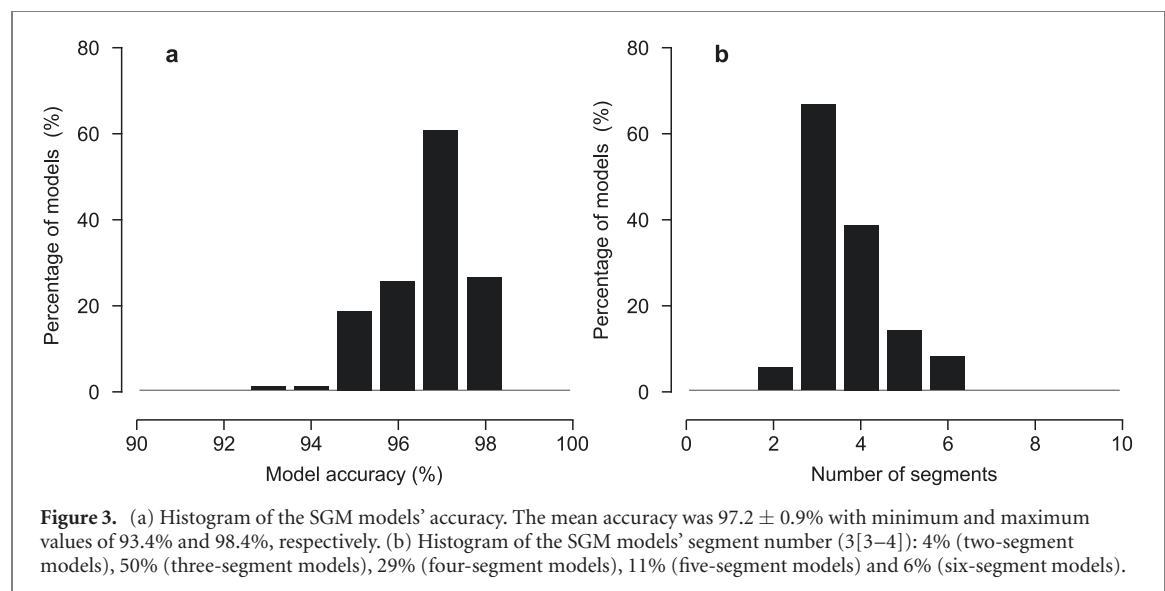 a
80
60
40
20
0
Percentage of models (%)
90 92 94 96 98 100
Model accuracy (%)
b
80
60
40
20
0
Percentage of models (%)
0 2 4 6 8 10
Number of segments
Figure 3. (a) Histogram of the SGM models’ accuracy. The mean accuracy was 97.2 ± 0.9% with minimum and maximum
values of 93.4% and 98.4%, respectively. (b) Histogram of the SGM models’ segment number (3[3–4]): 4% (two-segment
models), 50% (three-segment models), 29% (four-segment models), 11% (five-segment models) and 6% (six-segment models).